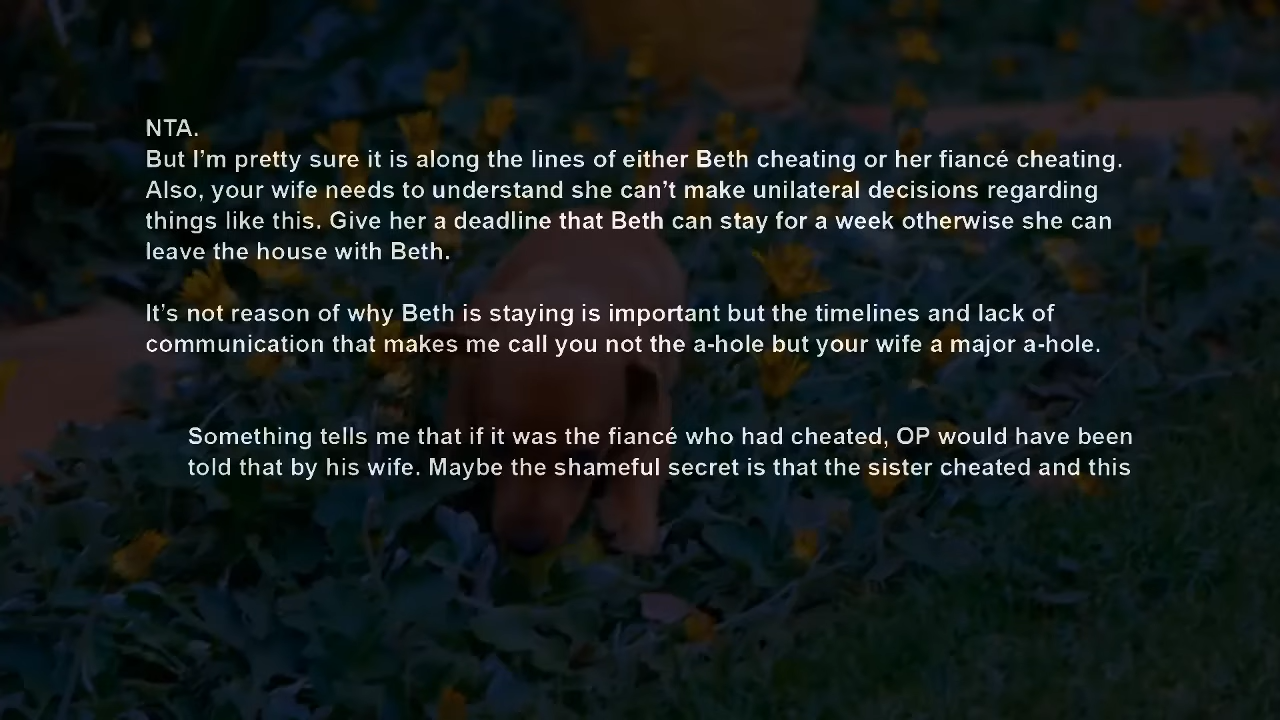 NTA.
But I’m pretty sure it is along the lines of either Beth cheating or her fiancé cheating.
Also, your wife needs to understand she can’t make unilateral decisions regarding
things like this. Give her a deadline that Beth can stay for a week otherwise she can
leave the house with Beth.
It’s not reason of why Beth is staying is important but the timelines and lack of
communication that makes me call you not the a-hole but your wife a major a-hole.
Something tells me that if it was the fiancé who had cheated, OP would have been
told that by his wife. Maybe the shameful secret is that the sister cheated and this